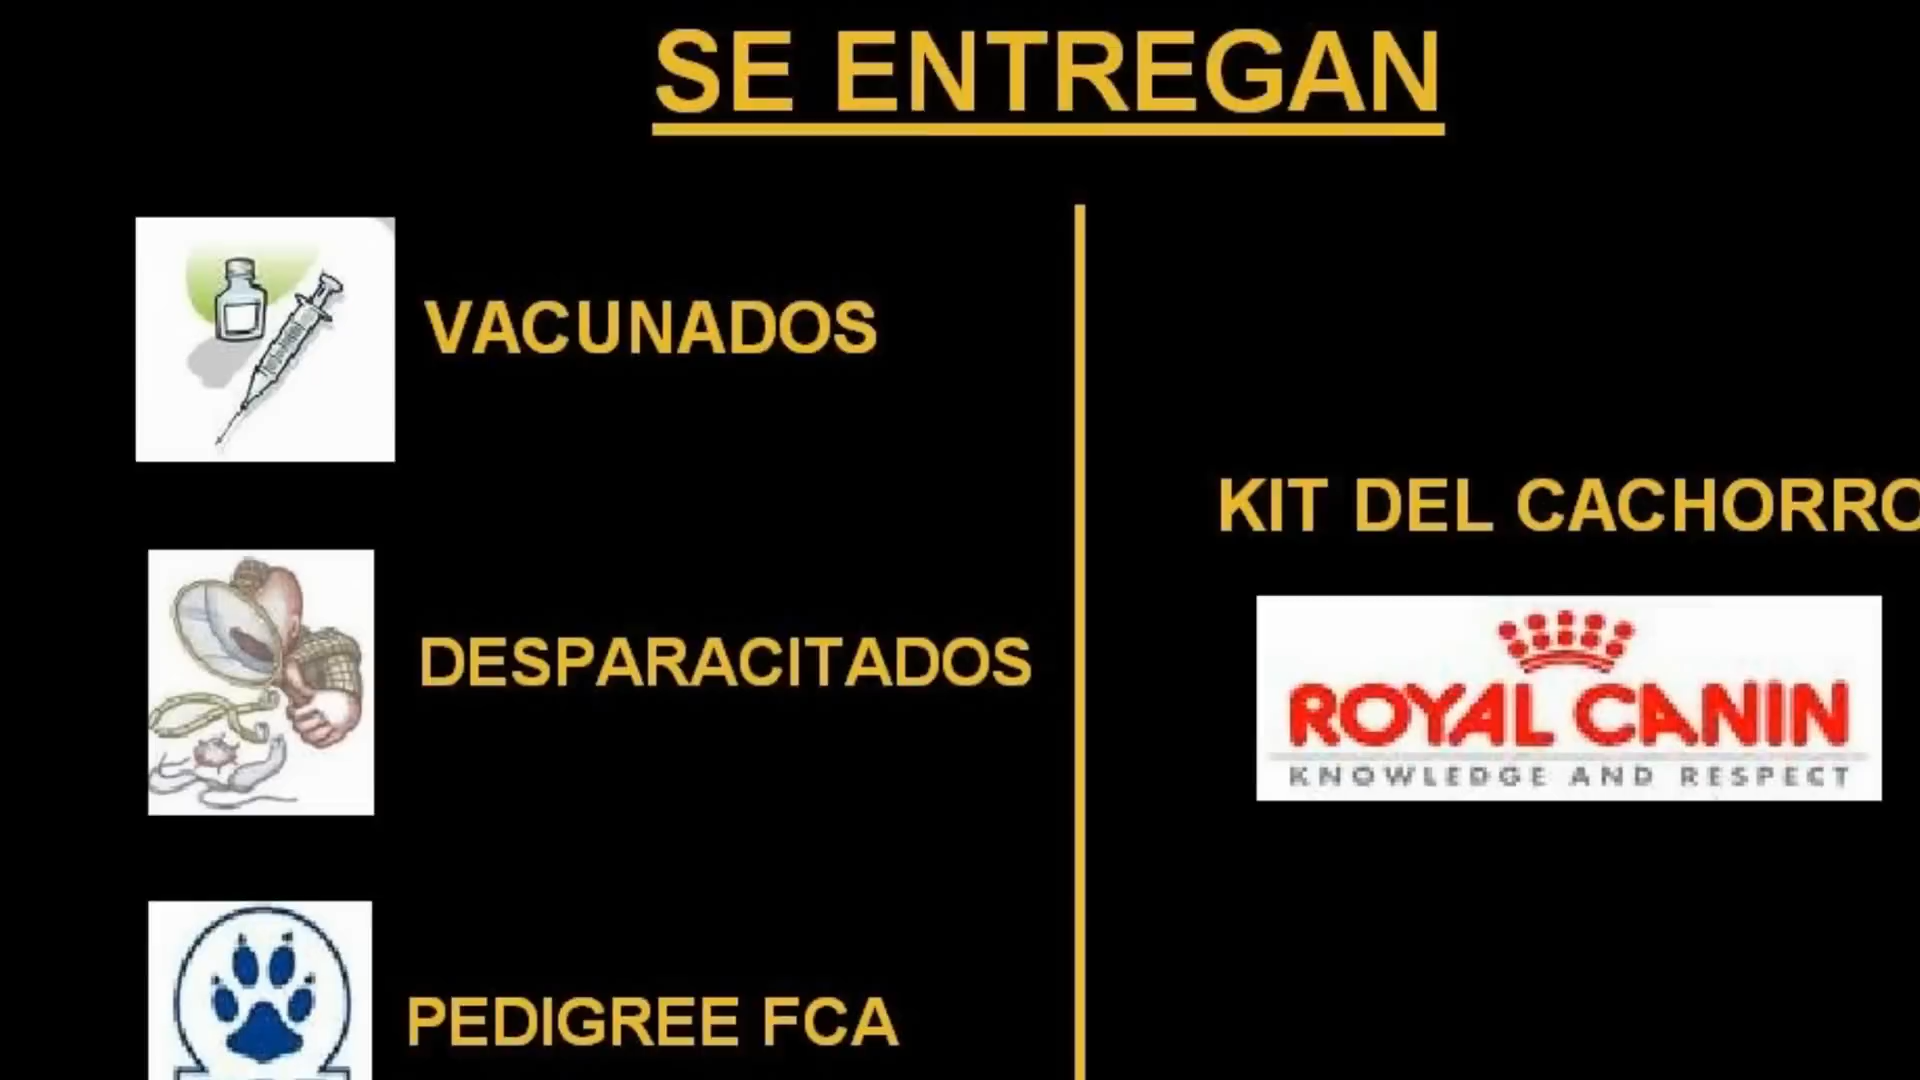 SE ENTREGAN
VACUNADOS
DESPARACITADOS
PEDIGREE FCA
KIT DEL CACHORRO
ROYAL CANIN
KNOWLEDGE AND RESPECT